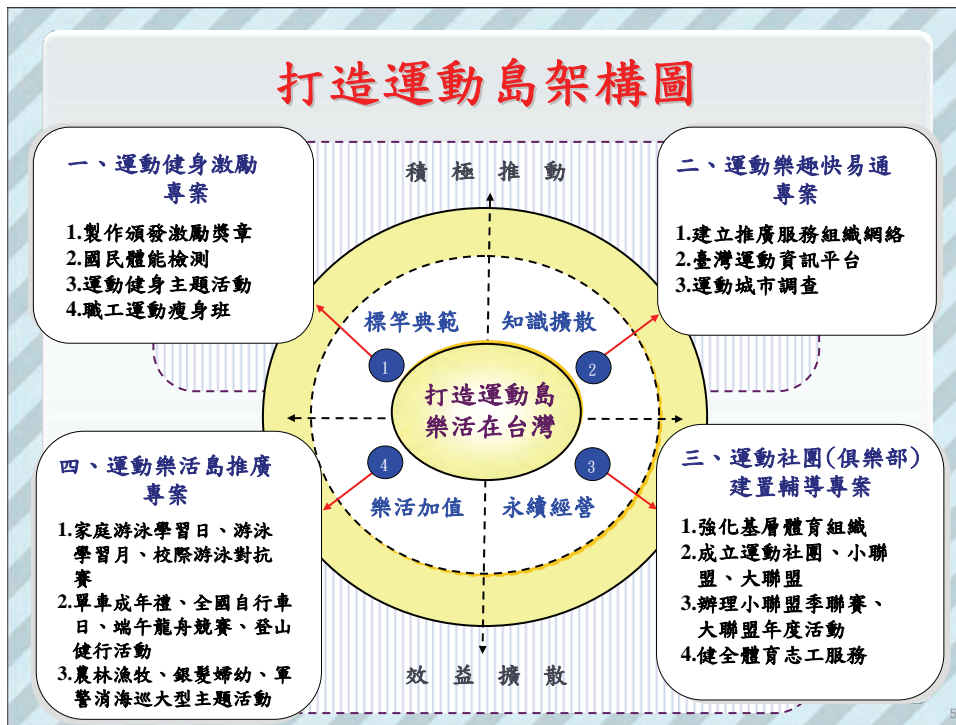 打造運動島架構圖
一、運動健身激勵
專案
1.製作頒發激勵獎章
2.國民體能檢測
3.運動健身主題活動
4.職工運動瘦身班
積極推動
二、運動樂趣快易通
專案
1.建立推廣服務組織網絡
2.臺灣運動資訊平台
3.運動城市調查
標竿典範
知識擴散
1
2
打造運動島
樂活在台灣
4
3
樂活加值
永續經營
四、運動樂活島推廣
專案
1.家庭游泳學習日、游泳
學習月、校際游泳對抗
賽
2.單車成年禮、全國自行車
日、端午龍舟競賽、登山
健行活動
3.農林漁牧、銀髮婦幼、軍
警消海巡大型主題活動
三、運動社團(俱樂部)
建置輔導專案
1.強化基層體育組織
2.成立運動社團、小聯
盟、大聯盟
3.辦理小聯盟季聯賽、
大聯盟年度活動
4.健全體育志工服務
效益擴散
5